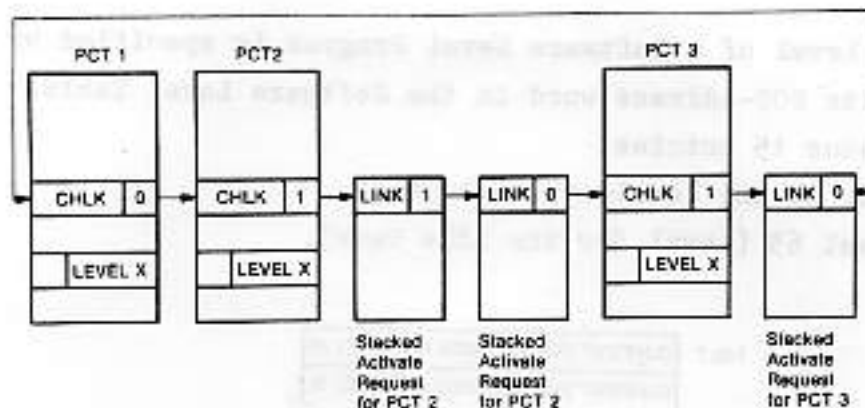 PCT 1
PCT2
PCT 3
CHLK 0
CHLK 1
LINK 1
LINK 0
CHLK 1
LINK 0
LEVEL X
LEVEL X
LEVEL X
Stacked
Activate
Request
for PCT 2
Stacked
Activate
Request
for PCT 2
Stacked
Activate
Request
for PCT 3